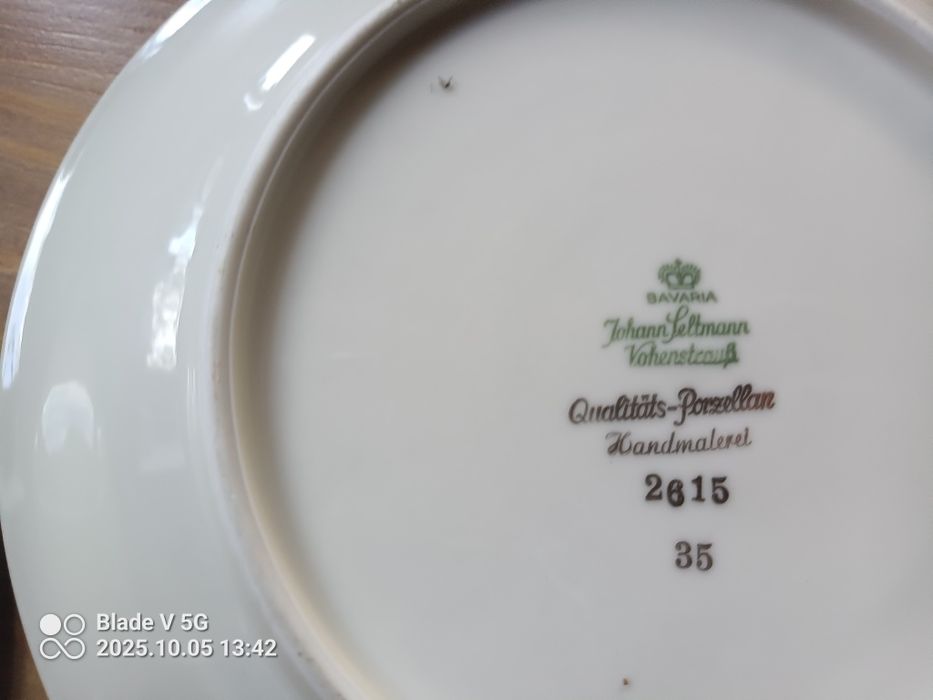 BAVARIA
Johann Seltmann
Vohenstrauß
Qualitäts-Porzellan
Handmalerei
2615
35
Blade V 5G
2025.10.05 13:42